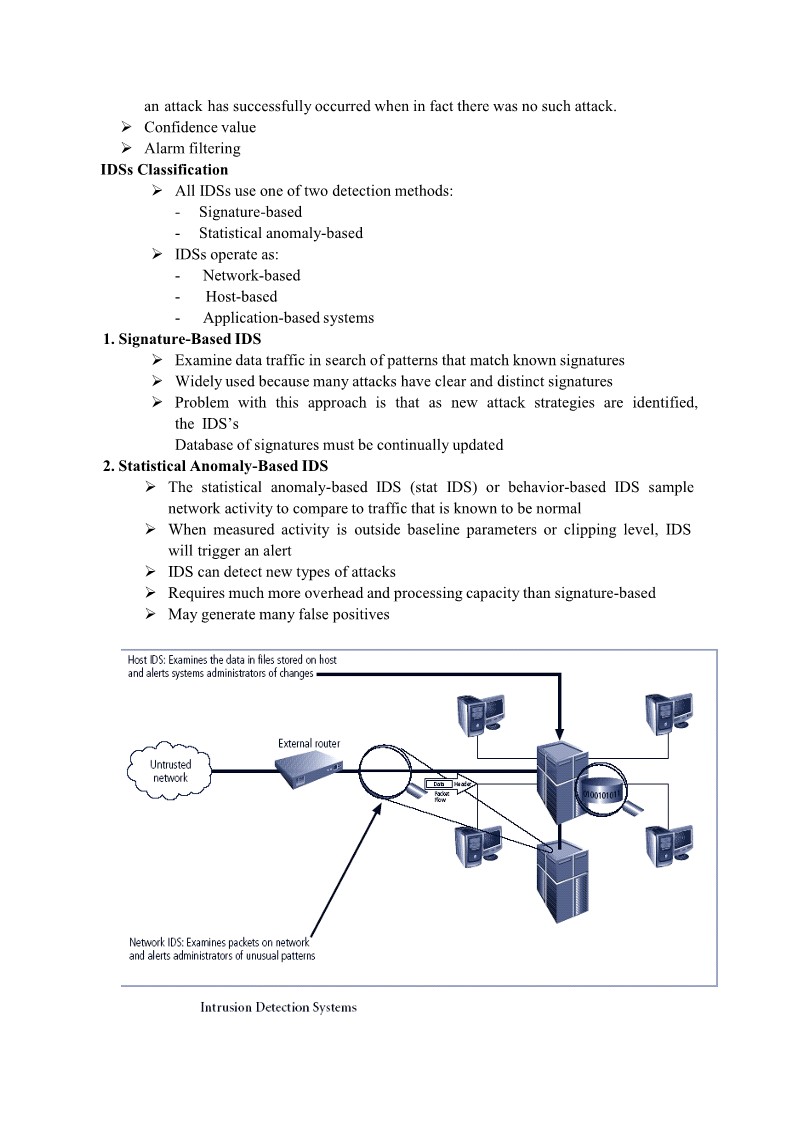 an attack has successfully occurred when in fact there was no such attack.
➢ Confidence value
➢ Alarm filtering
IDSs Classification
➢ All IDSs use one of two detection methods:
- Signature-based
- Statistical anomaly-based
➢ IDSs operate as:
- Network-based
- Host-based
- Application-based systems
1. Signature-Based IDS
➢ Examine data traffic in search of patterns that match known signatures
➢ Widely used because many attacks have clear and distinct signatures
➢ Problem with this approach is that as new attack strategies are identified,
the IDS’s
Database of signatures must be continually updated
2. Statistical Anomaly-Based IDS
➢ The statistical anomaly-based IDS (stat IDS) or behavior-based IDS sample
network activity to compare to traffic that is known to be normal
➢ When measured activity is outside baseline parameters or clipping level, IDS
will trigger an alert
➢ IDS can detect new types of attacks
➢ Requires much more overhead and processing capacity than signature-based
➢ May generate many false positives
Host IDS: Examines the data in files stored on host
and alerts systems administrators of changes
External router
Untrusted
network
Data Header
Packet
flow
0100101011
Network IDS: Examines packets on network
and alerts administrators of unusual patterns
Intrusion Detection Systems